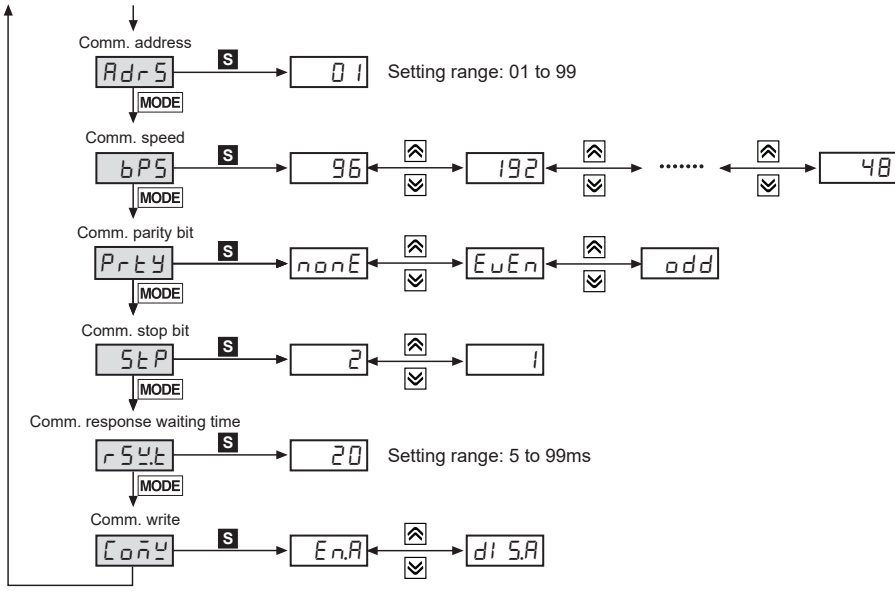 Comm. address
AdrS S 01 Setting range: 01 to 99
MODE
Comm. speed
bPS S 96 192 ....... 48
MODE
Comm. parity bit
PrtY S nonE EvEn odd
MODE
Comm. stop bit
StP S 2 1
MODE
Comm. response waiting time
rSW.t S 20 Setting range: 5 to 99ms
MODE
Comm. write
ComW S En.A diS.A